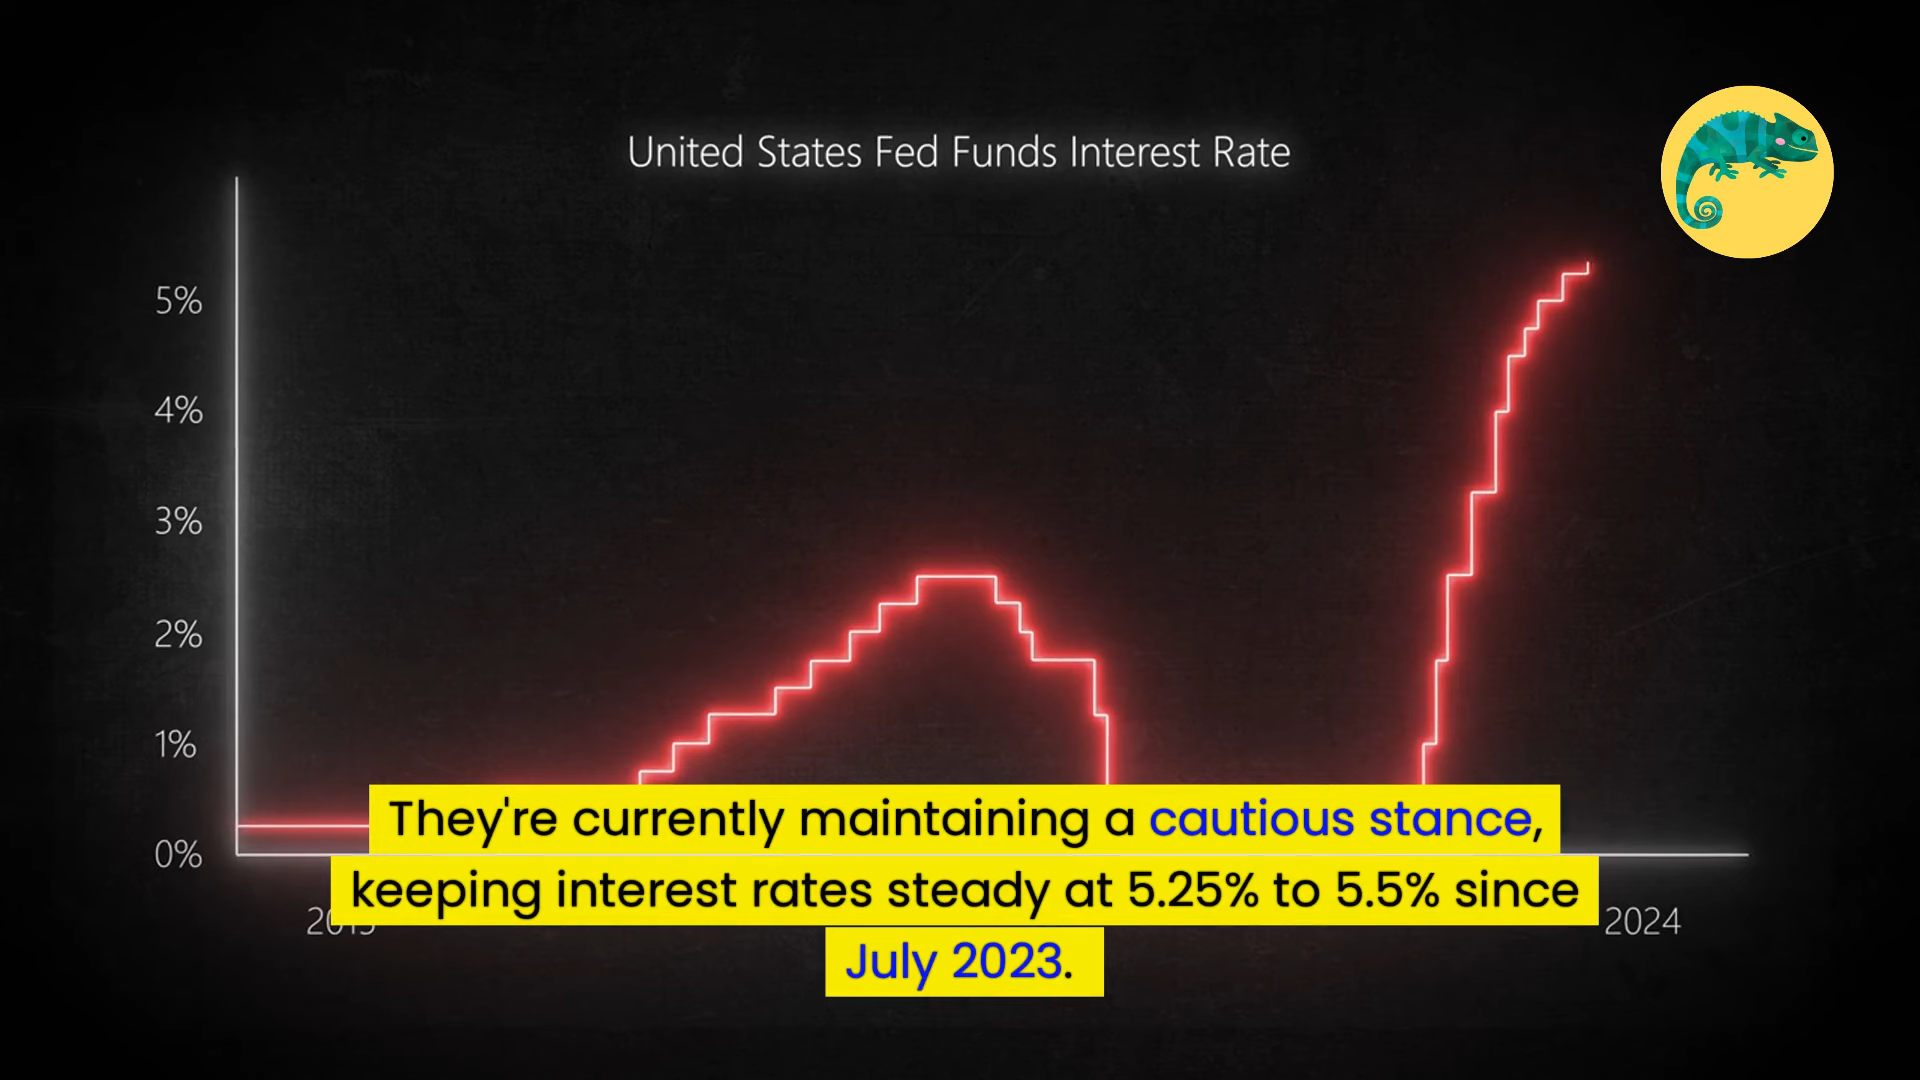 United States Fed Funds Interest Rate
5%
4%
3%
2%
1%
0%
They're currently maintaining a cautious stance,
keeping interest rates steady at 5.25% to 5.5% since
July 2023.
2024